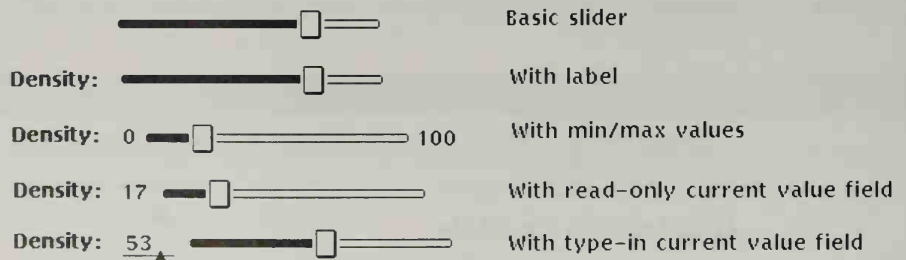 Basic slider
Density: With label
Density: 0 100 With min/max values
Density: 17 With read-only current value field
Density: 53 With type-in current value field